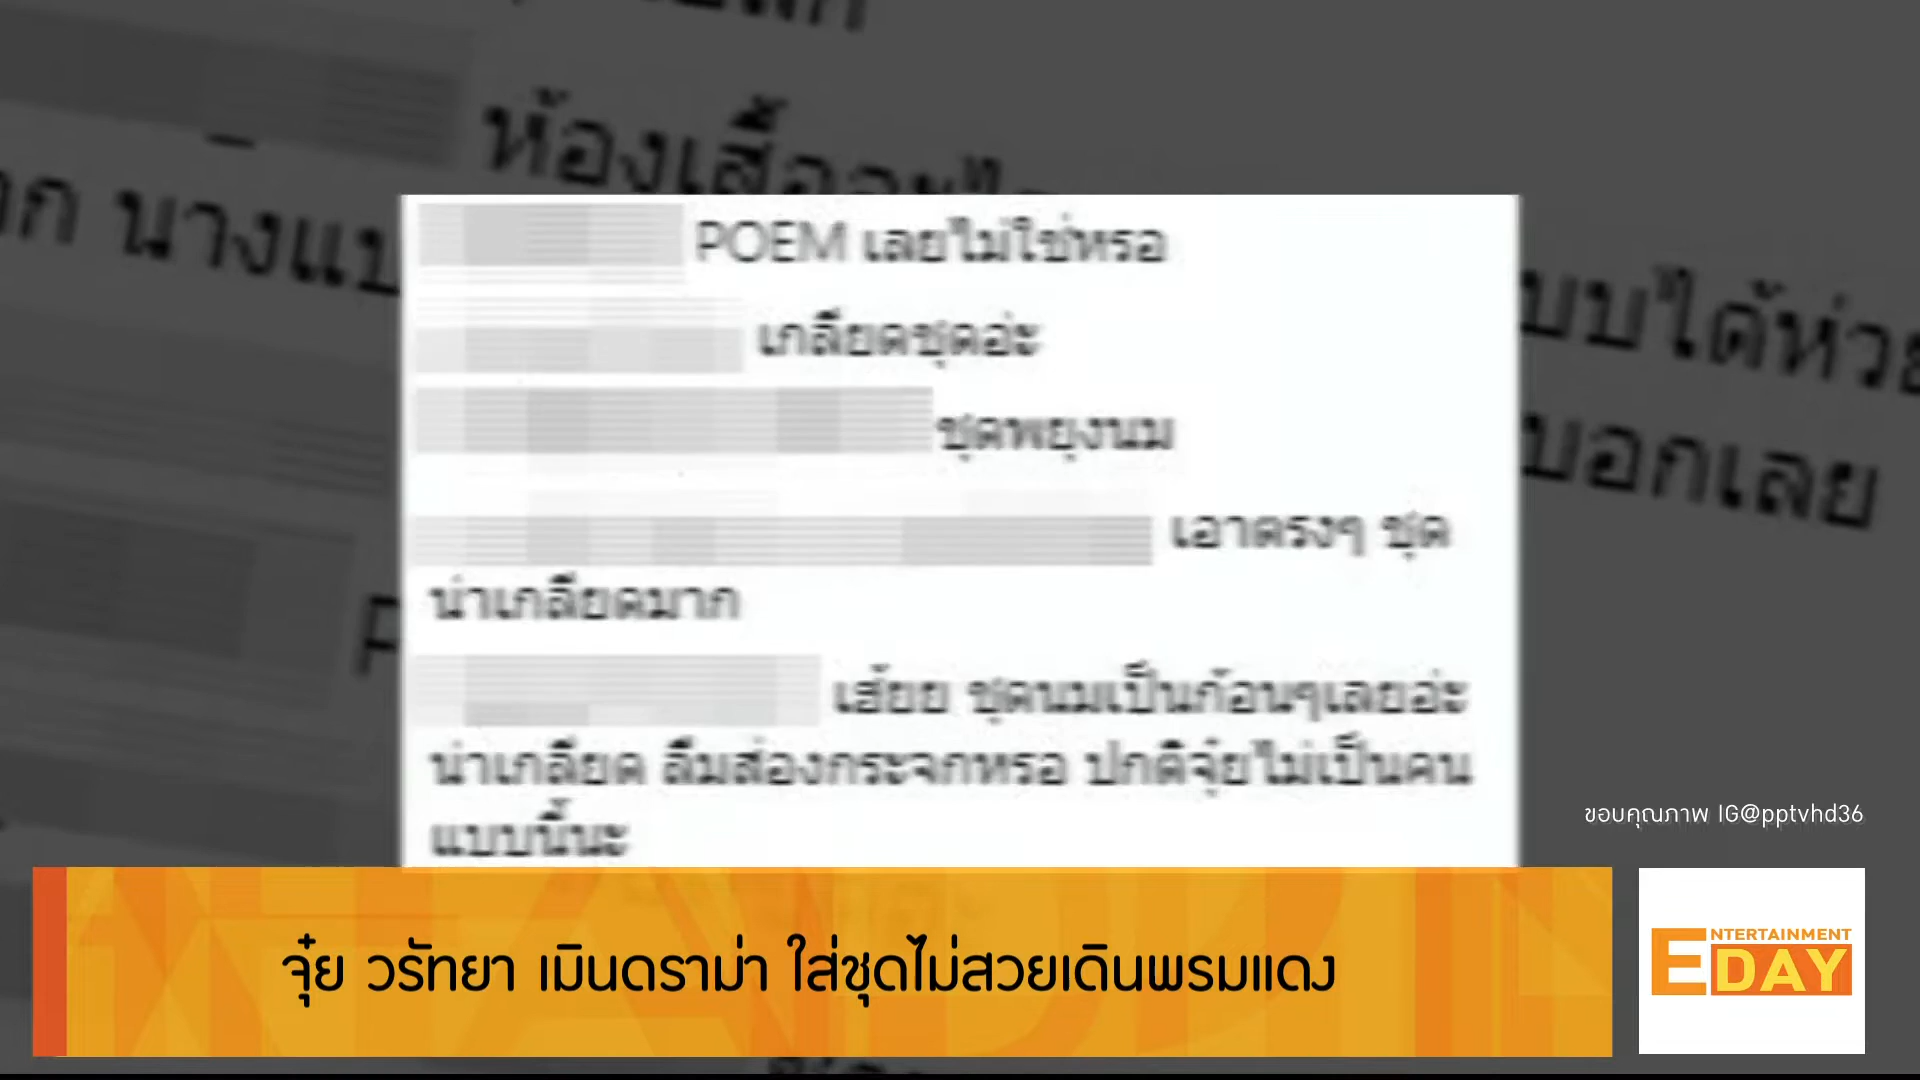 ห้องเสื้อ
นางแบ
บบได้ห่วย
บอกเลย
POEM เลยไม่ใช่หรอ
เกลียดชุดอ่ะ
ชุดพยุงนม
เอาตรงๆ ชุด
น่าเกลียดมาก
เฮ้ยย ชุดนมเป็นก้อนๆเลยอ่ะ
น่าเกลียด ลืมส่องกระจกหรอ ปกติจุ๋ยไม่เป็นคน
แบบนี้นะ
ขอบคุณภาพ IG@pptvhd36
จุ๋ย วรัทยา เมินดราม่า ใส่ชุดไม่สวยเดินพรมแดง
ENTERTAINMENT
DAY